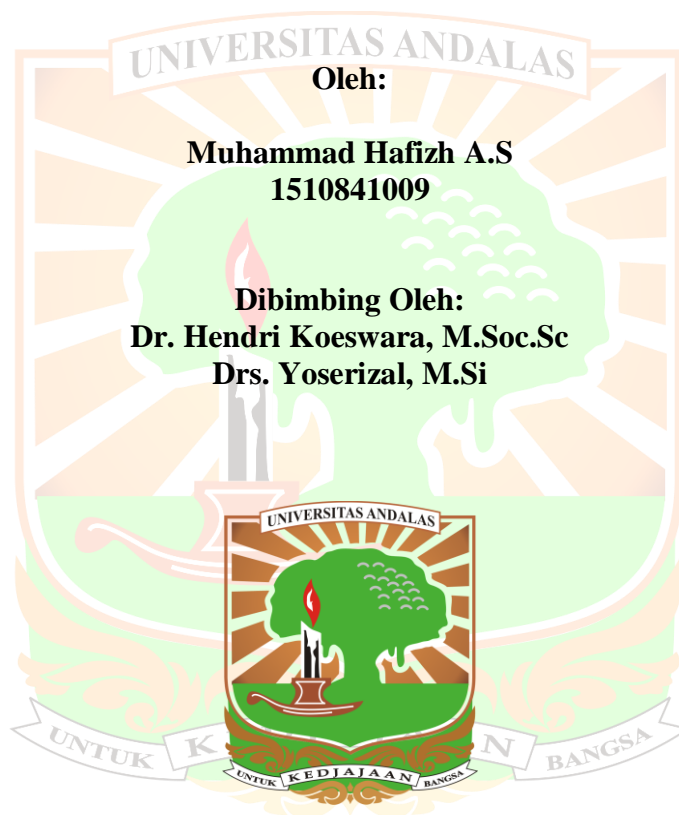 UNIVERSITAS ANDALAS
Oleh:
Muhammad Hafizh A.S
1510841009
Dibimbing Oleh:
Dr. Hendri Koeswara, M.Soc.Sc
Drs. Yoserizal, M.Si
UNIVERSITAS ANDALAS
UNTUK KEDJAJAAN BANGSA
UNTUK K N BANGSA